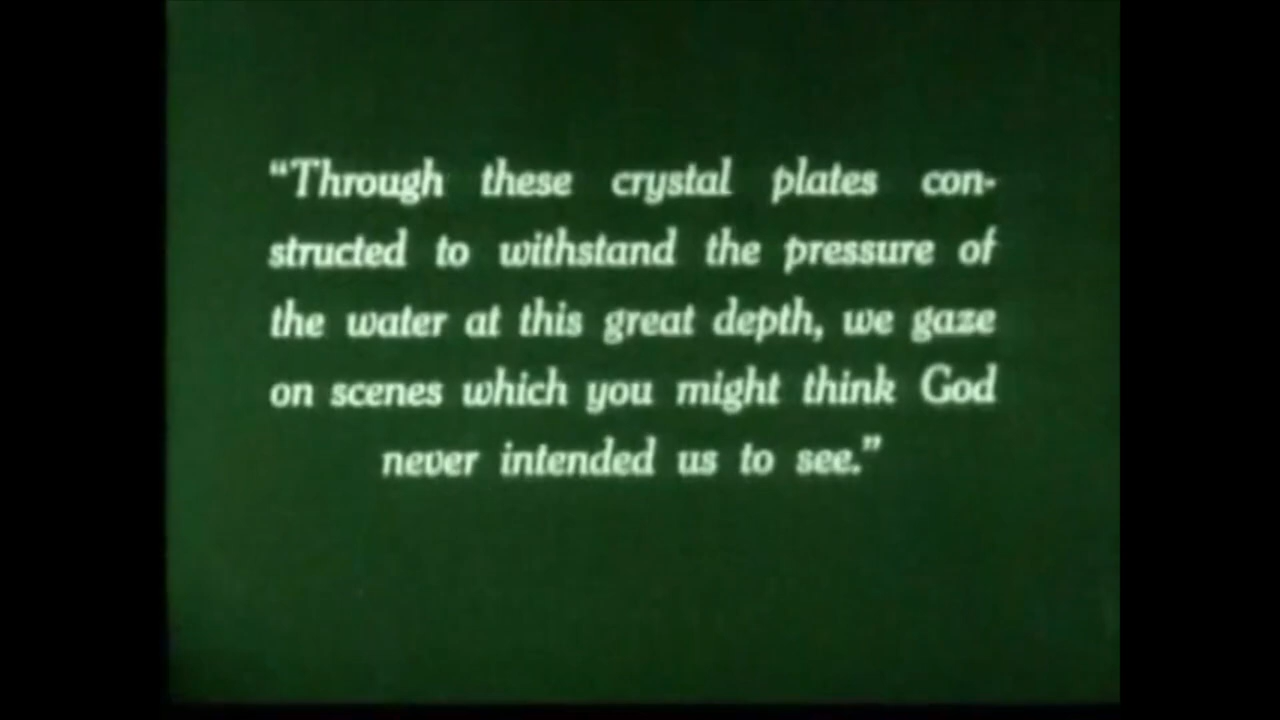 “Through these crystal plates con-
structed to withstand the pressure of
the water at this great depth, we gaze
on scenes which you might think God
never intended us to see.”